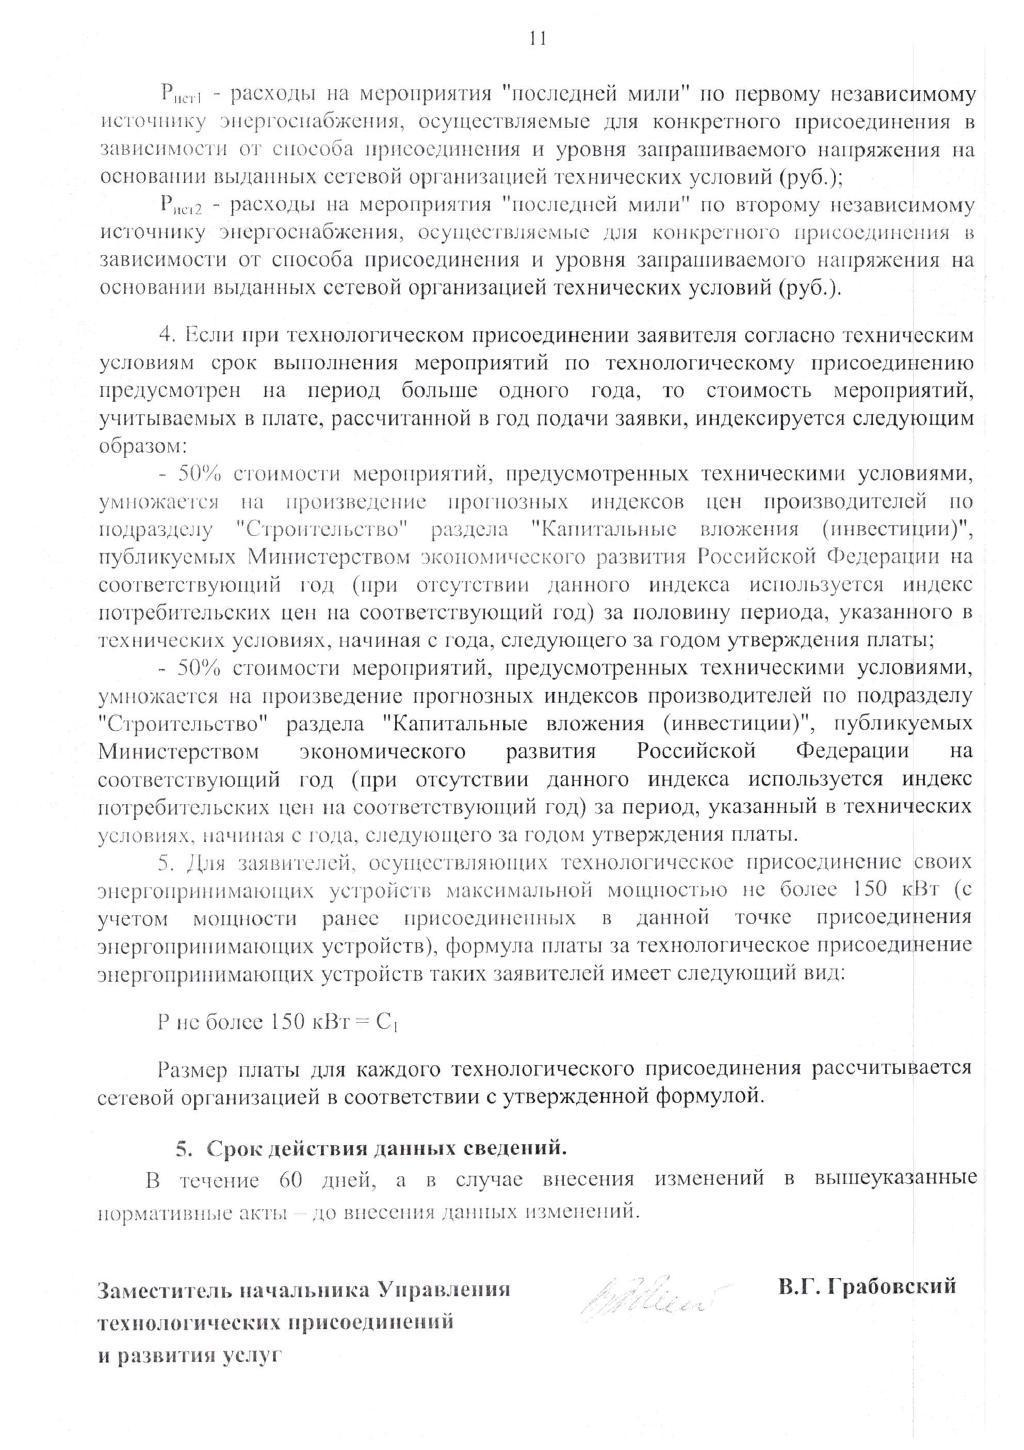 11
Рист1 - расходы на мероприятия "последней мили" по первому независимому
источнику энергоснабжения, осуществляемые для конкретного присоединения в
зависимости от способа присоединения и уровня запрашиваемого напряжения на
основании выданных сетевой организацией технических условий (руб.);
Рист2 - расходы на мероприятия "последней мили" по второму независимому
источнику энергоснабжения, осуществляемые для конкретного присоединения в
зависимости от способа присоединения и уровня запрашиваемого напряжения на
основании выданных сетевой организацией технических условий (руб.).
4. Если при технологическом присоединении заявителя согласно техническим
условиям срок выполнения мероприятий по технологическому присоединению
предусмотрен на период больше одного года, то стоимость мероприятий,
учитываемых в плате, рассчитанной в год подачи заявки, индексируется следующим
образом:
- 50% стоимости мероприятий, предусмотренных техническими условиями,
умножается на произведение прогнозных индексов цен производителей по
подразделу "Строительство" раздела "Капитальные вложения (инвестиции)",
публикуемых Министерством экономического развития Российской Федерации на
соответствующий год (при отсутствии данного индекса используется индекс
потребительских цен на соответствующий год) за половину периода, указанного в
технических условиях, начиная с года, следующего за годом утверждения платы;
- 50% стоимости мероприятий, предусмотренных техническими условиями,
умножается на произведение прогнозных индексов производителей по подразделу
"Строительство" раздела "Капитальные вложения (инвестиции)", публикуемых
Министерством экономического развития Российской Федерации на
соответствующий год (при отсутствии данного индекса используется индекс
потребительских цен на соответствующий год) за период, указанный в технических
условиях, начиная с года, следующего за годом утверждения платы.
5. Для заявителей, осуществляющих технологическое присоединение своих
энергопринимающих устройств максимальной мощностью не более 150 кВт (с
учетом мощности ранее присоединенных в данной точке присоединения
энергопринимающих устройств), формула платы за технологическое присоединение
энергопринимающих устройств таких заявителей имеет следующий вид:
Р не более 150 кВт = С1
Размер платы для каждого технологического присоединения рассчитывается
сетевой организацией в соответствии с утвержденной формулой.
5. Срок действия данных сведений.
В течение 60 дней, а в случае внесения изменений в вышеуказанные
нормативные акты – до внесения данных изменений.
Заместитель начальника Управления В.Г. Грабовский
технологических присоединений
и развития услуг